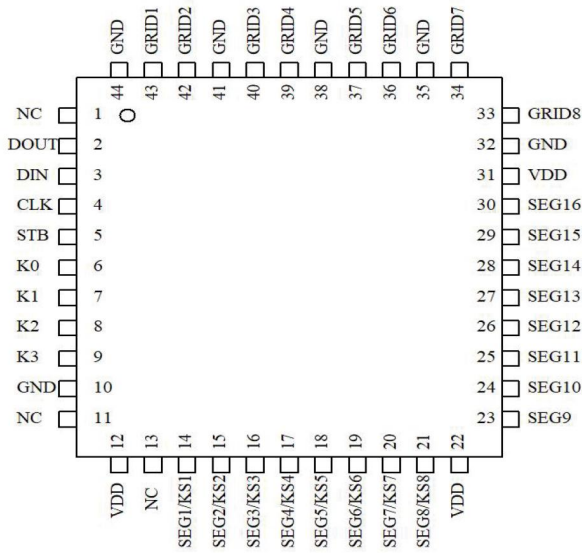 GND GRID1 GRID2 GND GRID3 GRID4 GND GRID5 GRID6 GND GRID7
44 43 42 41 40 39 38 37 36 35 34
NC 1 33 GRID8
DOUT 2 32 GND
DIN 3 31 VDD
CLK 4 30 SEG16
STB 5 29 SEG15
K0 6 28 SEG14
K1 7 27 SEG13
K2 8 26 SEG12
K3 9 25 SEG11
GND 10 24 SEG10
NC 11 23 SEG9
12 13 14 15 16 17 18 19 20 21 22
VDD NC SEG1/KS1 SEG2/KS2 SEG3/KS3 SEG4/KS4 SEG5/KS5 SEG6/KS6 SEG7/KS7 SEG8/KS8 VDD